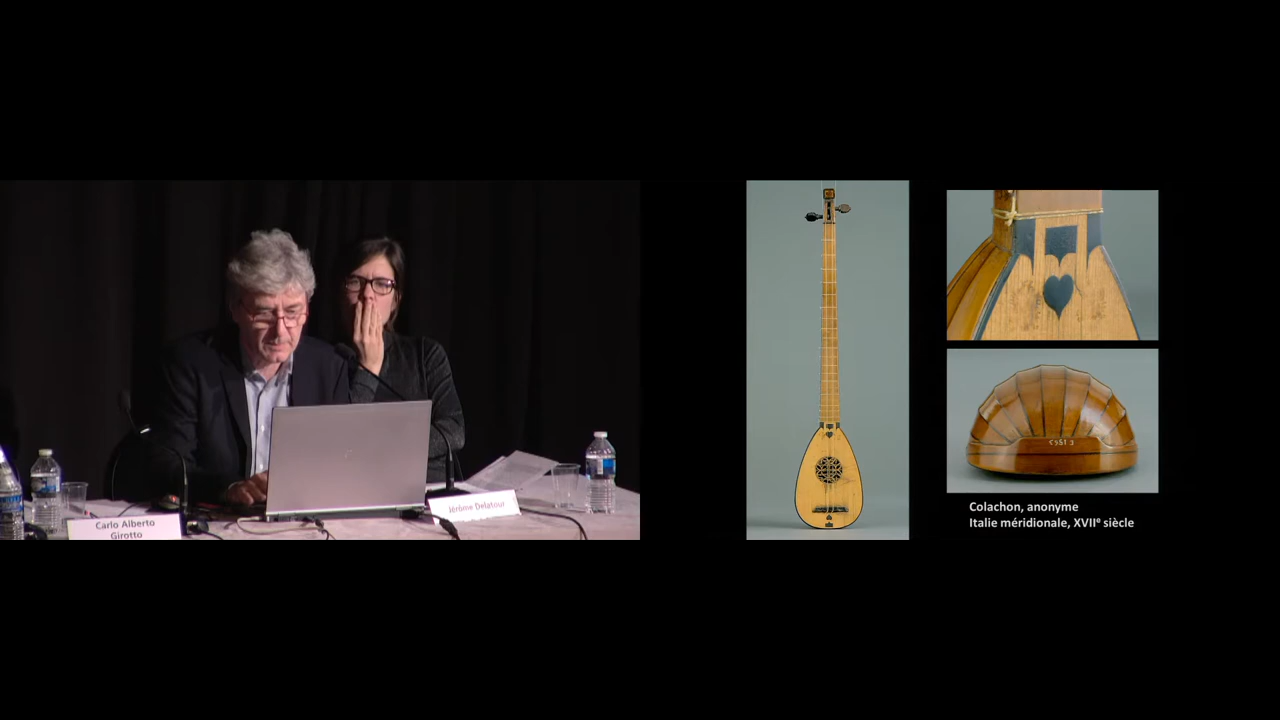 Carlo Alberto
Girotto
Jérôme Delatour
Colachon, anonyme
Italie méridionale, XVIIᵉ siècle